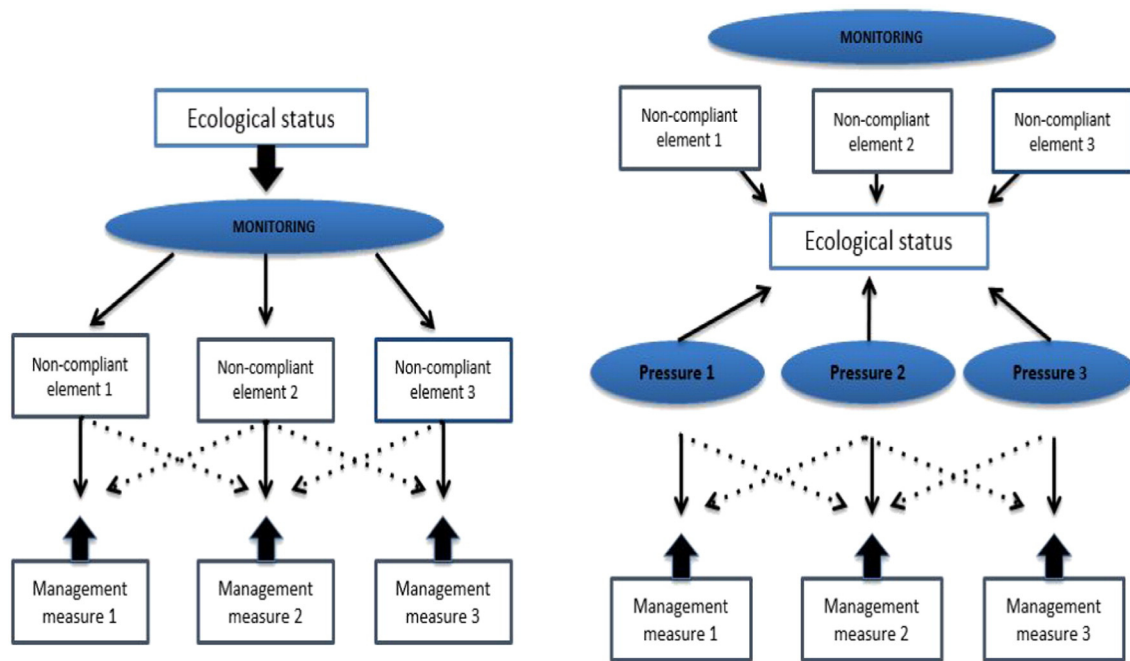 Ecological status
MONITORING
Non-compliant
element 1
Non-compliant
element 2
Non-compliant
element 3
Management
measure 1
Management
measure 2
Management
measure 3
MONITORING
Non-compliant
element 1
Non-compliant
element 2
Non-compliant
element 3
Ecological status
Pressure 1
Pressure 2
Pressure 3
Management
measure 1
Management
measure 2
Management
measure 3